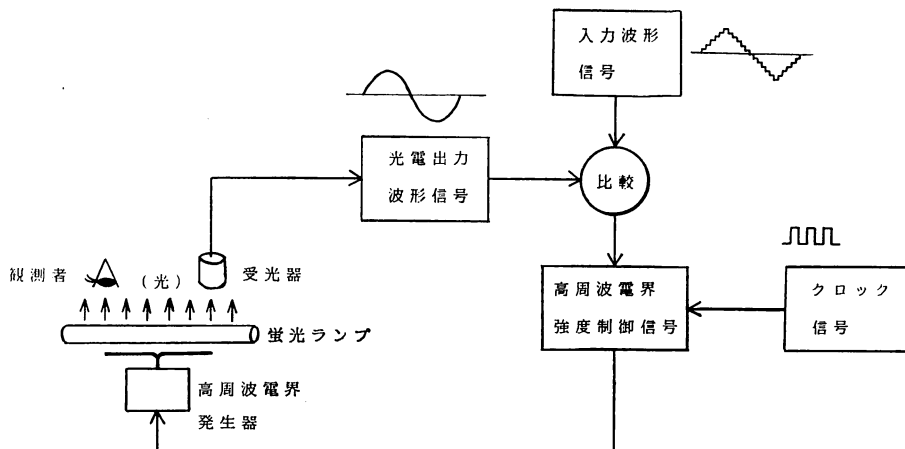 入力波形
信号
光電出力
波形信号
比較
観測者
(光)
受光器
蛍光ランプ
高周波電界
発生器
高周波電界
強度制御信号
クロック
信号